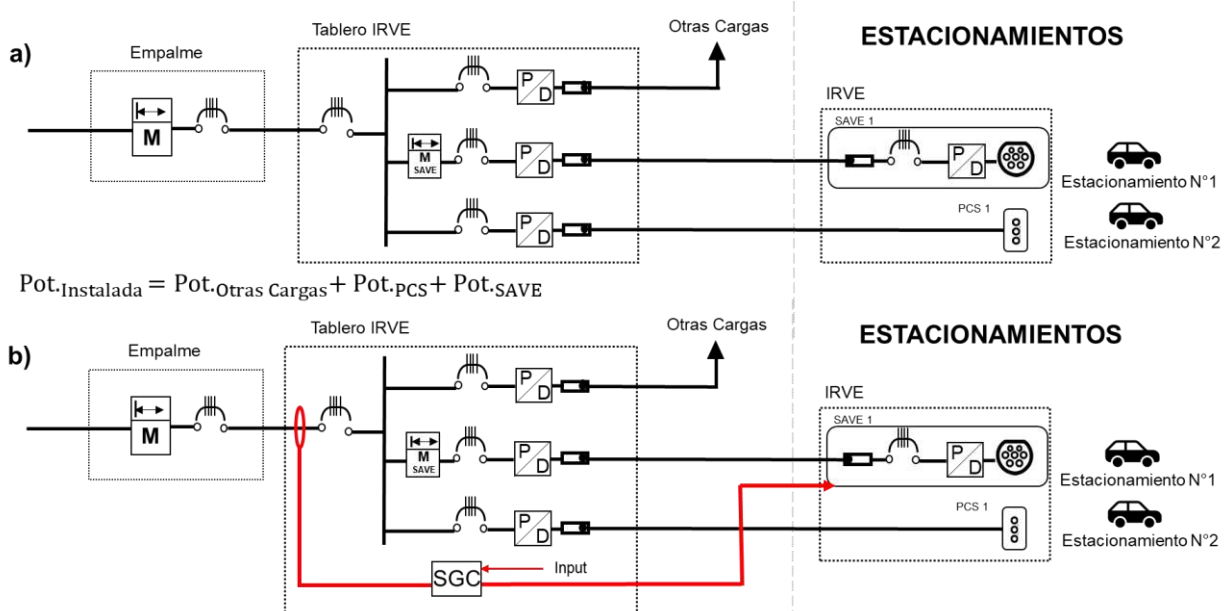 a)
Empalme
Tablero IRVE
Otras Cargas
ESTACIONAMIENTOS
M
P/D
M
SAVE
P/D
P/D
IRVE
SAVE 1
P/D
Estacionamiento N°1
PCS 1
Estacionamiento N°2
Pot.Instalada = Pot.Otras Cargas + Pot.PCS + Pot.SAVE
b)
Empalme
Tablero IRVE
Otras Cargas
ESTACIONAMIENTOS
M
P/D
M
SAVE
P/D
P/D
IRVE
SAVE 1
P/D
Estacionamiento N°1
PCS 1
Estacionamiento N°2
SGC
Input